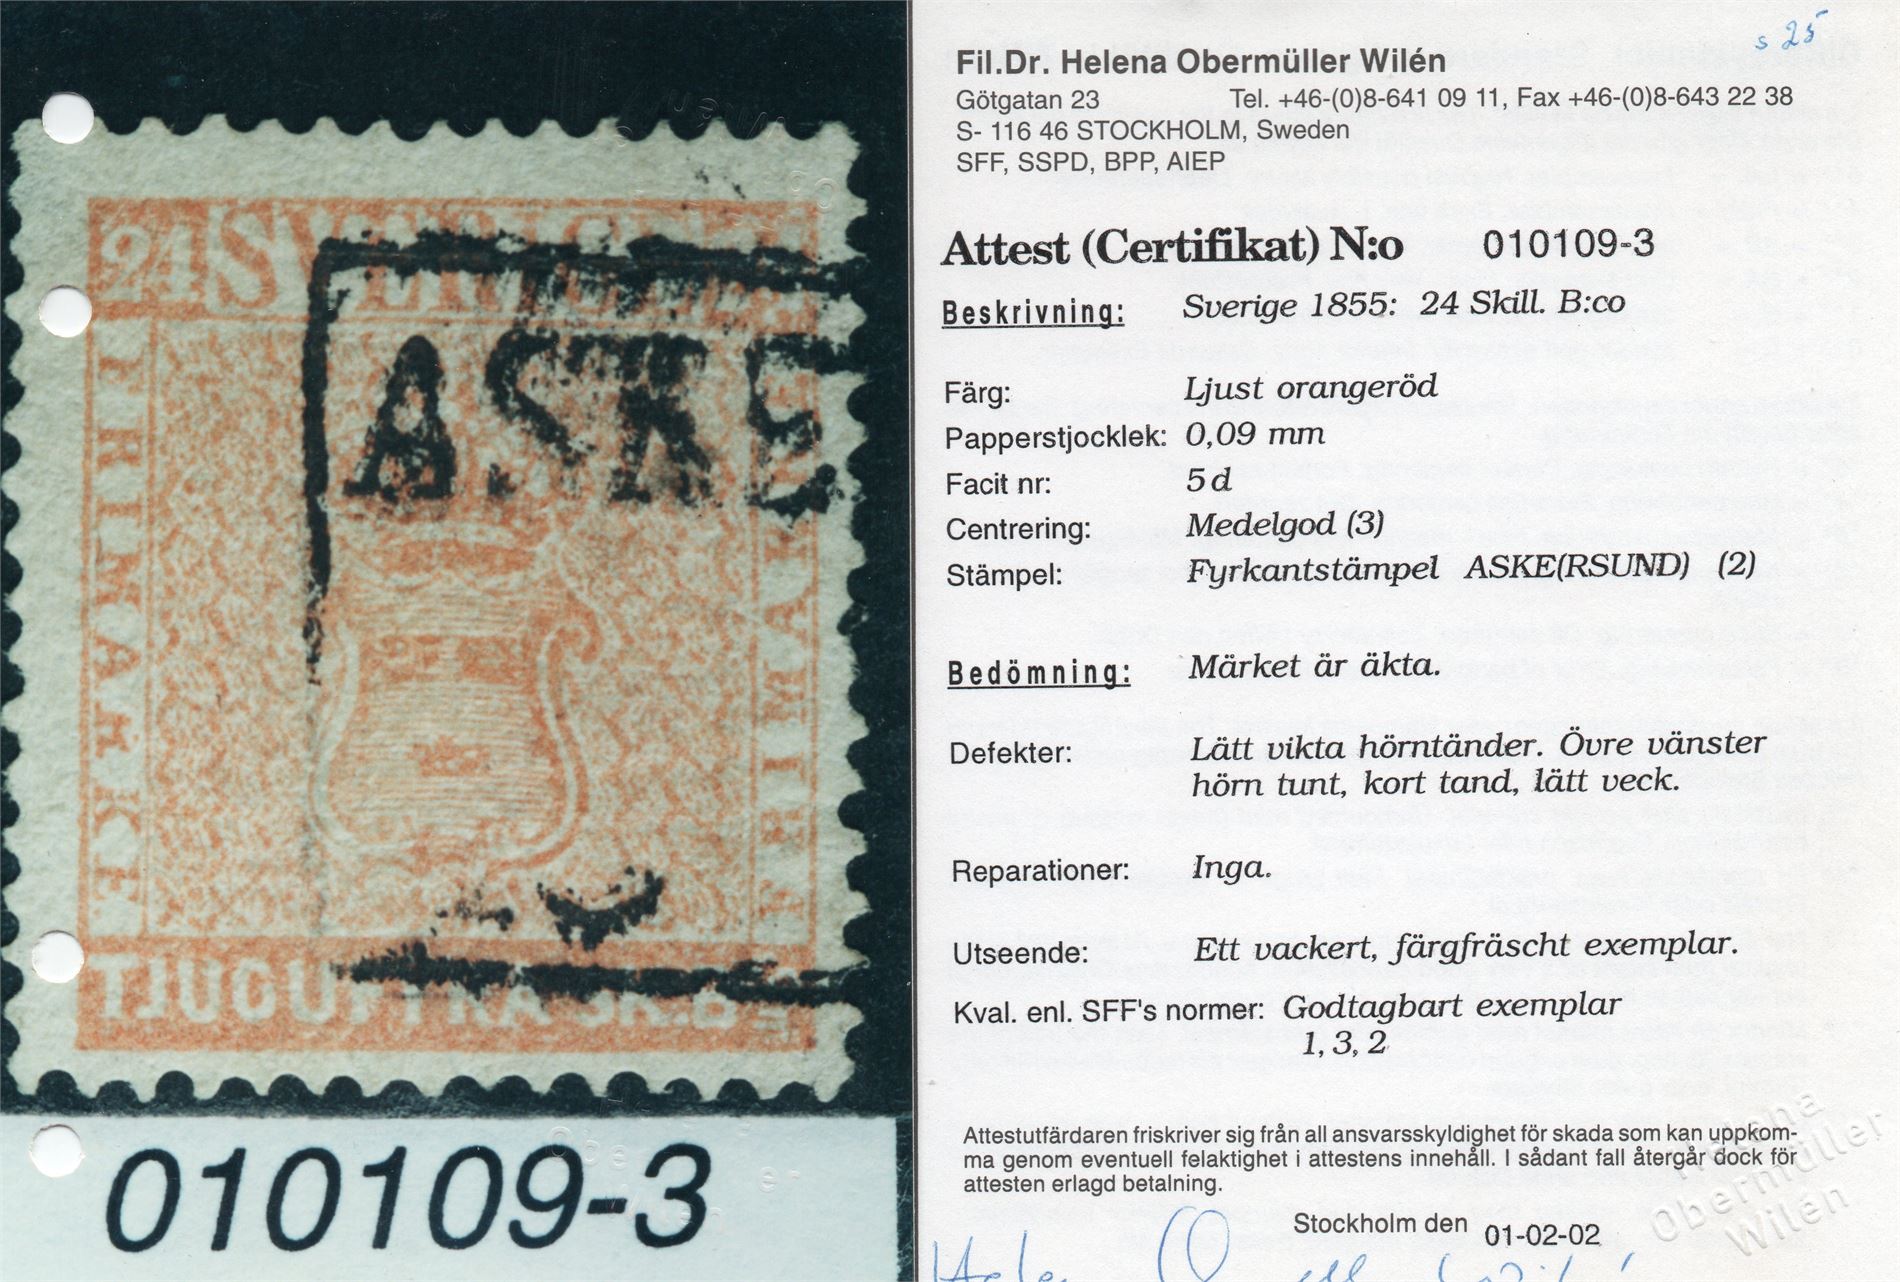 24 SVERIGE
FRIMÄRKE
FRIMÄRKE
ASKE
TJUGUFYRA SK.B
010109-3
s 25
Fil.Dr. Helena Obermüller Wilén
Götgatan 23 Tel. +46-(0)8-641 09 11, Fax +46-(0)8-643 22 38
S- 116 46 STOCKHOLM, Sweden
SFF, SSPD, BPP, AIEP
Attest (Certifikat) N:o 010109-3
Beskrivning: Sverige 1855: 24 Skill. B:co
Färg: Ljust orangeröd
Papperstjocklek: 0,09 mm
Facit nr: 5d
Centrering: Medelgod (3)
Stämpel: Fyrkantstämpel ASKE(RSUND) (2)
Bedömning: Märket är äkta.
Defekter: Lätt vikta hörntänder. Övre vänster
hörn tunt, kort tand, lätt veck.
Reparationer: Inga.
Utseende: Ett vackert, färgfräscht exemplar.
Kval. enl. SFF's normer: Godtagbart exemplar
1, 3, 2
Attestutfärdaren friskriver sig från all ansvarsskyldighet för skada som kan uppkom-
ma genom eventuell felaktighet i attestens innehåll. I sådant fall återgår dock för
attesten erlagd betalning.
Helena
Obermüller
Wilén
Stockholm den 01-02-02